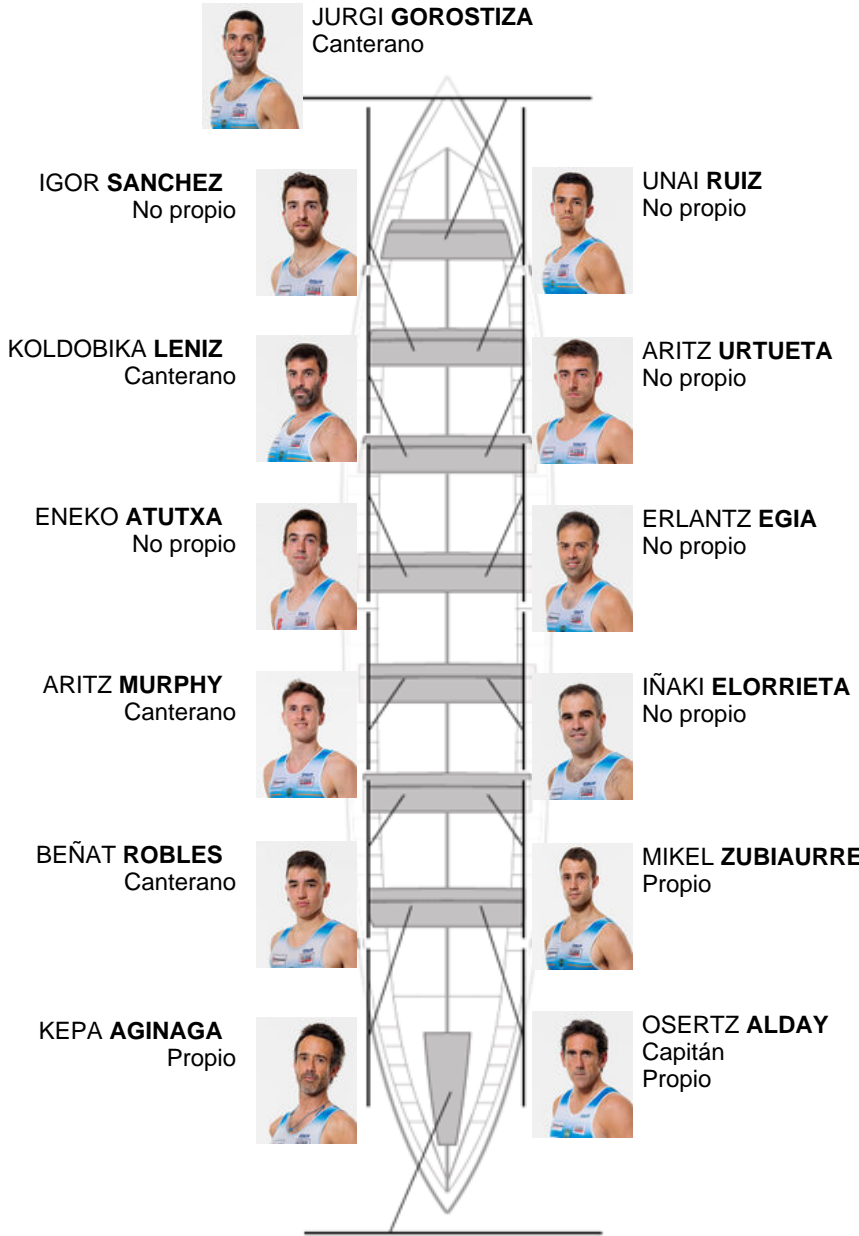 JURGI GOROSTIZA
Canterano
IGOR SANCHEZ
No propio
UNAI RUIZ
No propio
KOLDOBIKA LENIZ
Canterano
ARITZ URTUETA
No propio
ENEKO ATUTXA
No propio
ERLANTZ EGIA
No propio
ARITZ MURPHY
Canterano
IÑAKI ELORRIETA
No propio
BEÑAT ROBLES
Canterano
MIKEL ZUBIAURRE
Propio
KEPA AGINAGA
Propio
OSERTZ ALDAY
Capitán
Propio